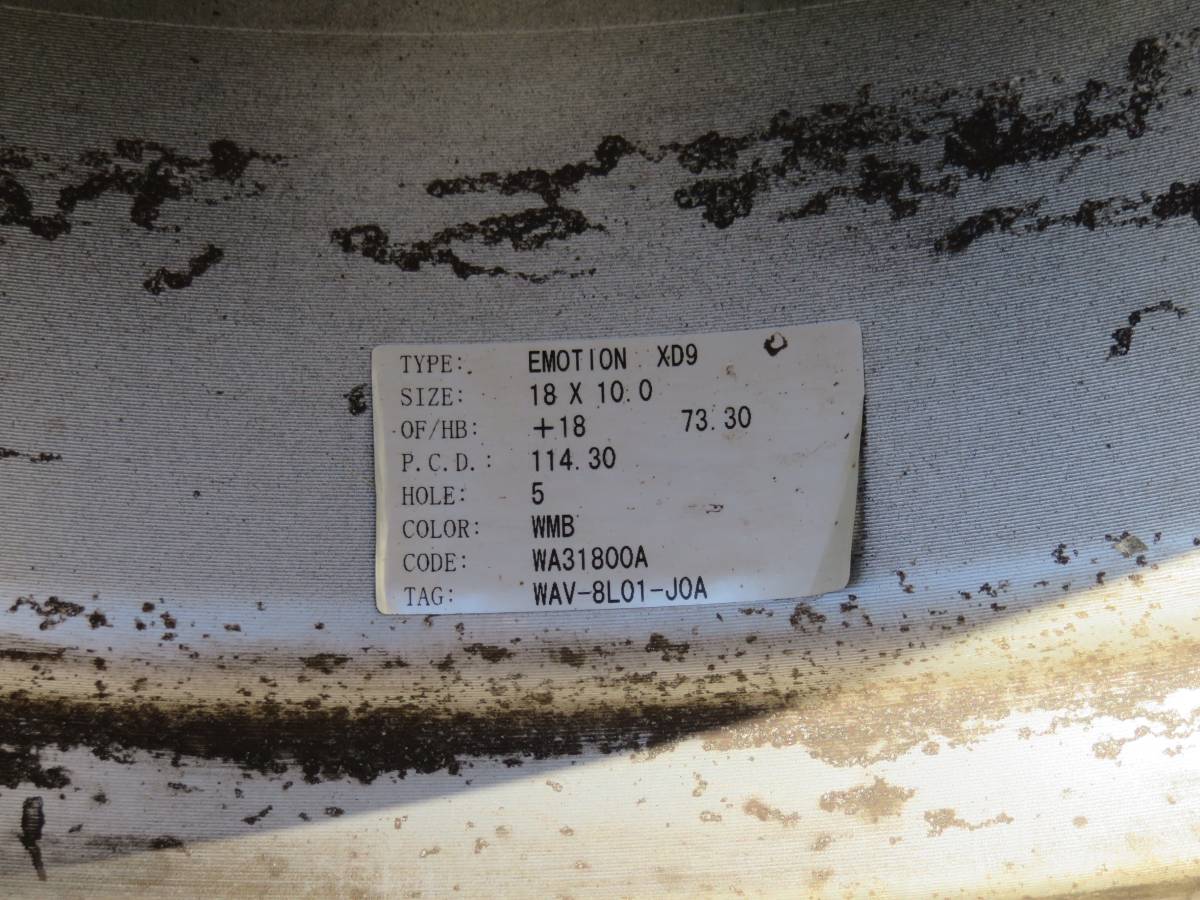 TYPE: EMOTION XD9
SIZE: 18 X 10.0
OF/HB: +18 73.30
P.C.D.: 114.30
HOLE: 5
COLOR: WMB
CODE: WA31800A
TAG: WAV-8L01-J0A